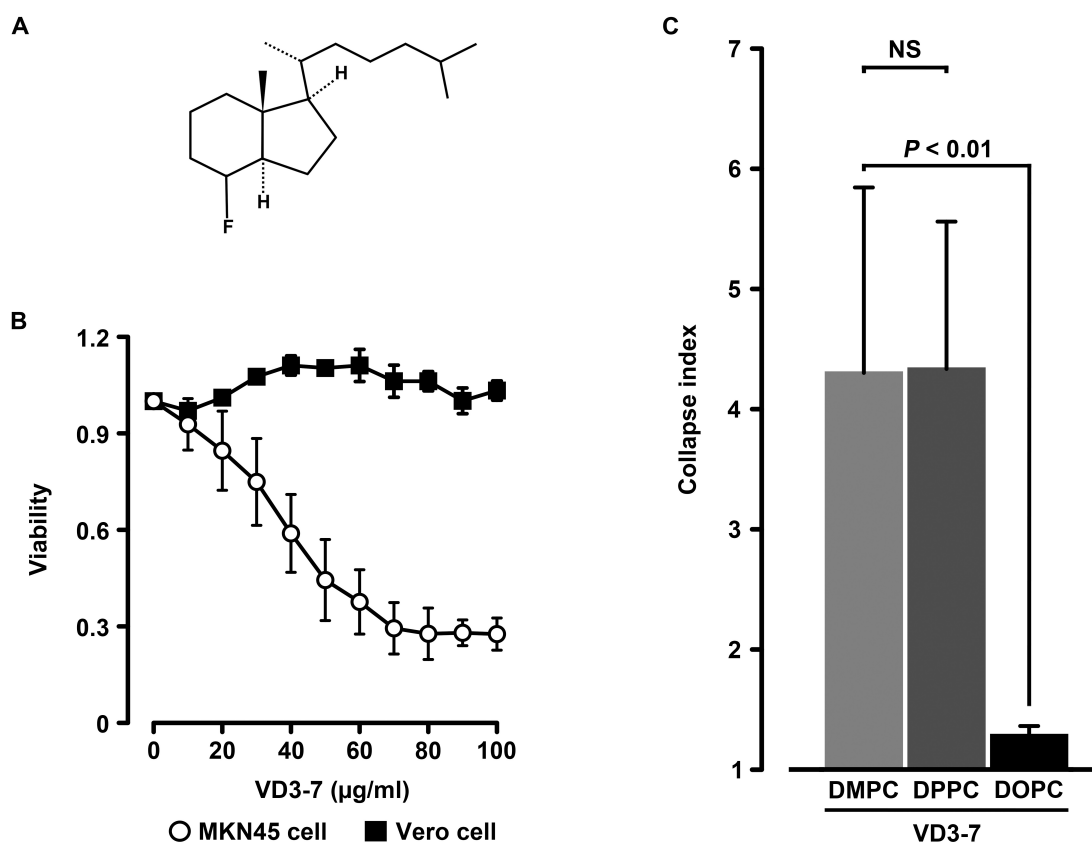 A
H
H
F
B
1.2
0.9
0.6
0.3
0
Viability
0 20 40 60 80 100
VD3-7 (μg/ml)
MKN45 cell Vero cell
C
7
6
5
4
3
2
1
Collapse index
NS
P < 0.01
DMPC DPPC DOPC
VD3-7